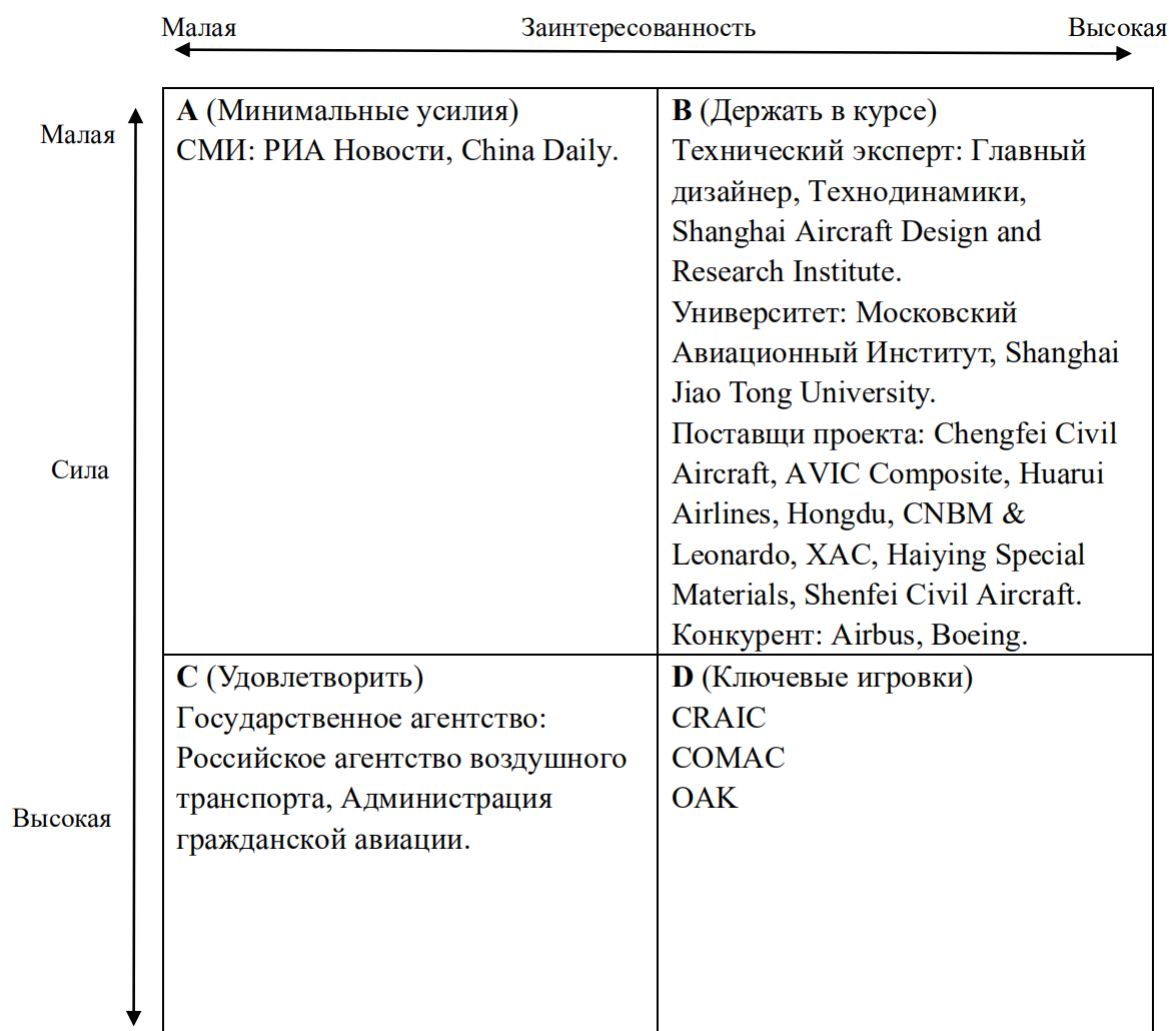 Малая Заинтересованность Высокая
Малая
Сила
Высокая
A (Минимальные усилия)
СМИ: РИА Новости, China Daily.
B (Держать в курсе)
Технический эксперт: Главный
дизайнер, Технодинамики,
Shanghai Aircraft Design and
Research Institute.
Университет: Московский
Авиационный Институт, Shanghai
Jiao Tong University.
Поставщи проекта: Chengfei Civil
Aircraft, AVIC Composite, Huarui
Airlines, Hongdu, CNBM &
Leonardo, XAC, Haiying Special
Materials, Shenfei Civil Aircraft.
Конкурент: Airbus, Boeing.
C (Удовлетворить)
Государственное агентство:
Российское агентство воздушного
транспорта, Администрация
гражданской авиации.
D (Ключевые игровки)
CRAIC
COMAC
ОАК